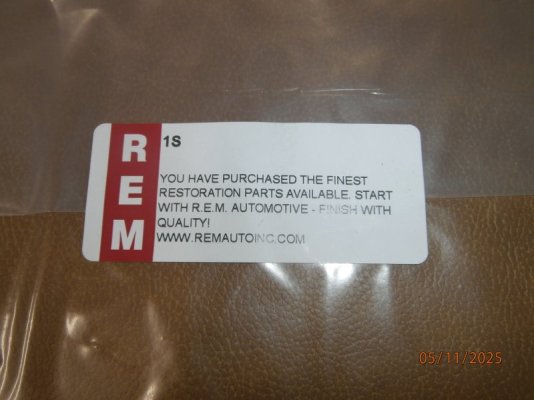 REM
1S
YOU HAVE PURCHASED THE FINEST
RESTORATION PARTS AVAILABLE. START
WITH R.E.M. AUTOMOTIVE - FINISH WITH
QUALITY!
WWW.REMAUTOINC.COM
05/11/2025